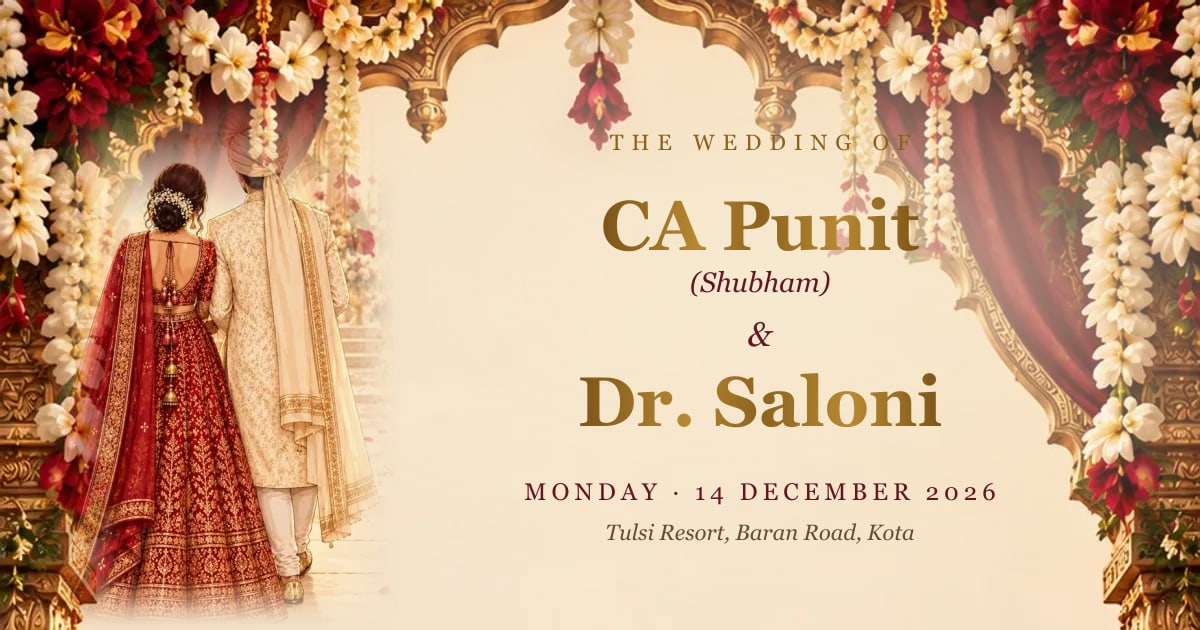 THE WEDDING OF
CA Punit
(Shubham)
&
Dr. Saloni
MONDAY · 14 DECEMBER 2026
Tulsi Resort, Baran Road, Kota